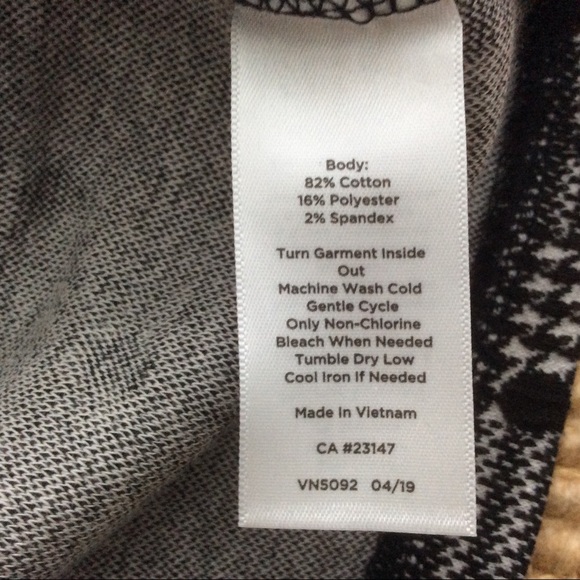 Body:
82% Cotton
16% Polyester
2% Spandex
Turn Garment Inside
Out
Machine Wash Cold
Gentle Cycle
Only Non-Chlorine
Bleach When Needed
Tumble Dry Low
Cool Iron If Needed
Made In Vietnam
CA #23147
VN5092 04/19